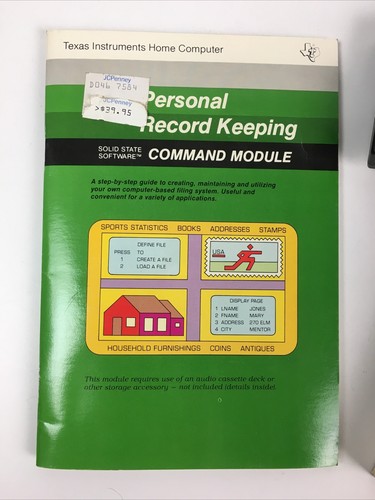 Texas Instruments Home Computer
JCPenney
D046 7584
JCPenney
>$39.95
Personal
Record Keeping
SOLID STATE
SOFTWARE™
COMMAND MODULE
A step-by-step guide to creating, maintaining and utilizing
your own computer-based filing system. Useful and
convenient for a variety of applications.
SPORTS STATISTICS BOOKS ADDRESSES STAMPS
DEFINE FILE
PRESS TO
1 CREATE A FILE
2 LOAD A FILE
USA
DISPLAY PAGE
1 LNAME JONES
2 FNAME MARY
3 ADDRESS 270 ELM
4 CITY MENTOR
HOUSEHOLD FURNISHINGS COINS ANTIQUES
This module requires use of an audio cassette deck or
other storage accessory — not included (details inside).